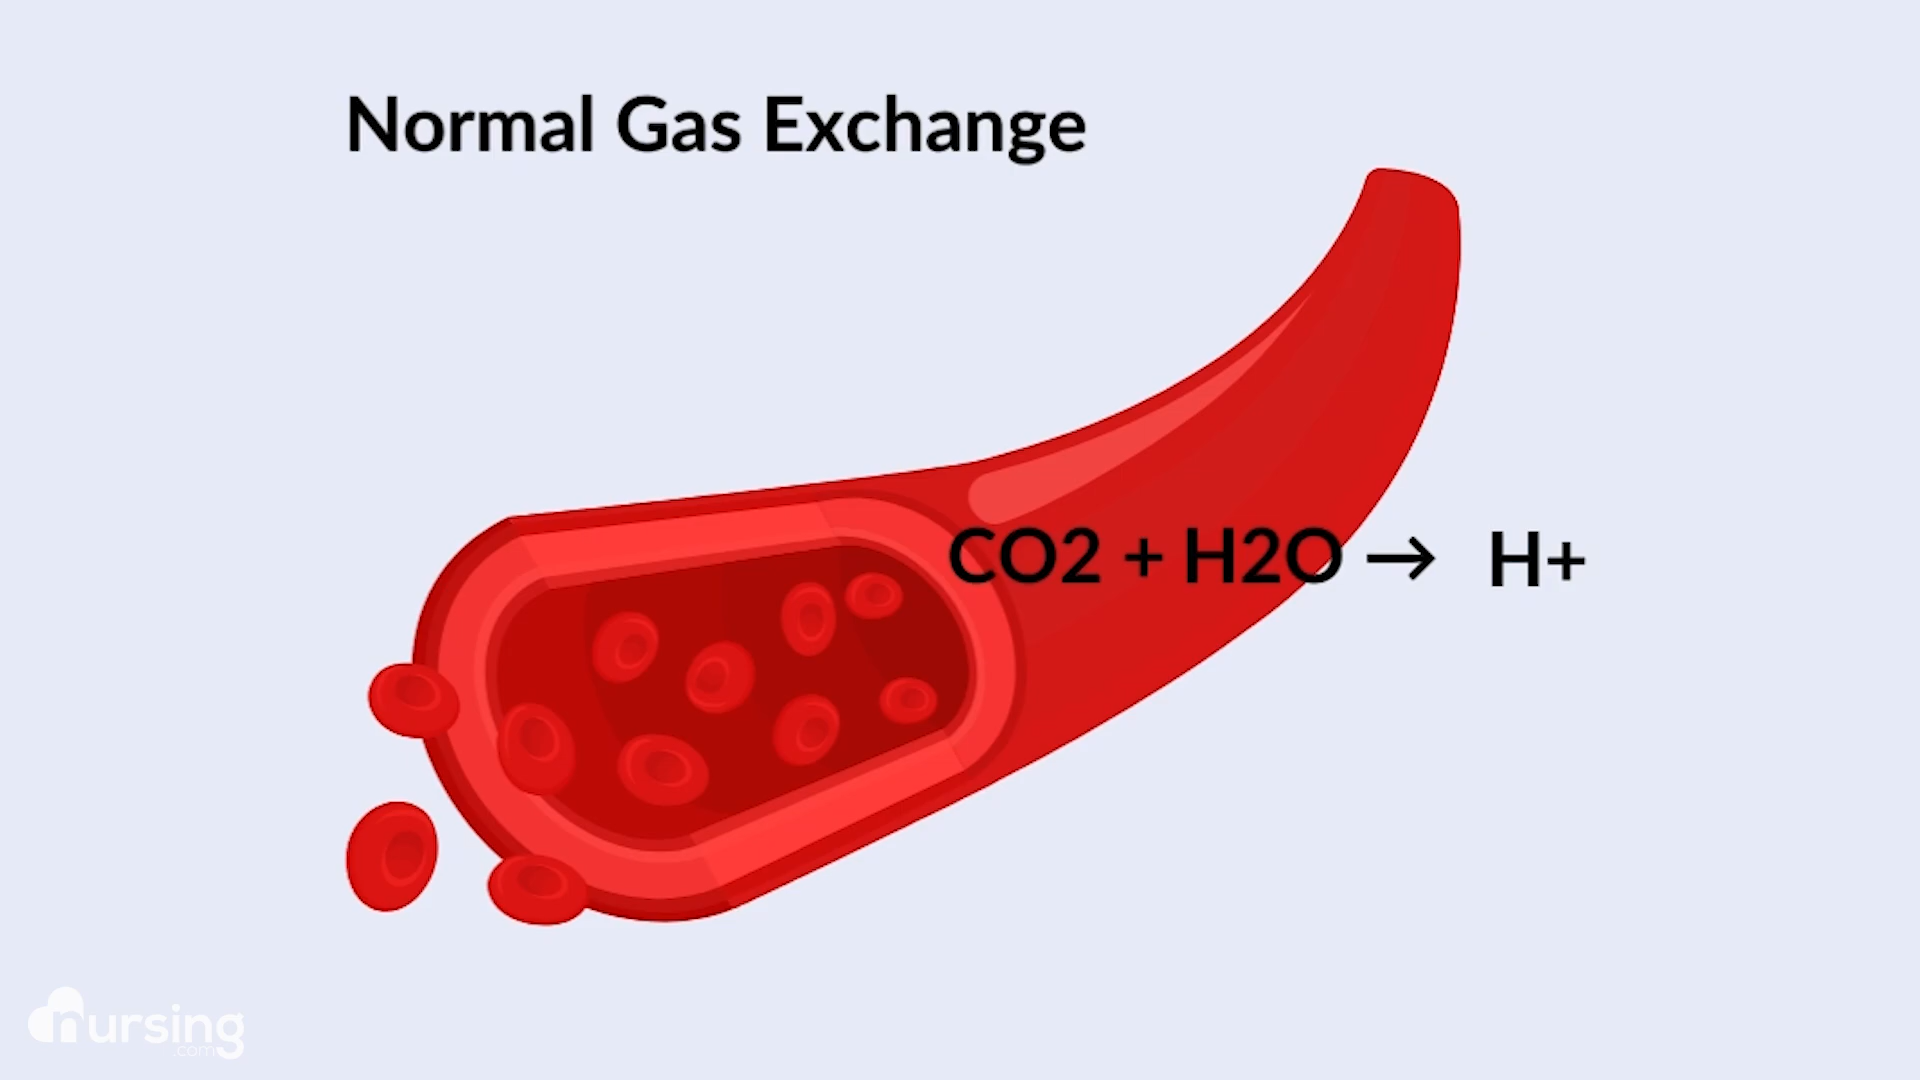 Normal Gas Exchange
CO2 + H2O → H+
nursing
.com